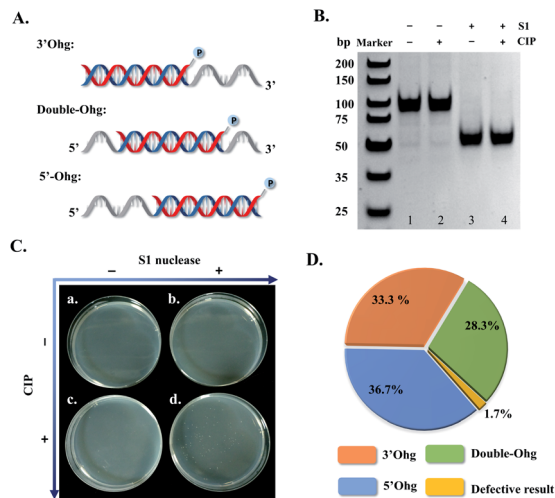 A.
3'Ohg:
P
3'
Double-Ohg:
P
5' 3'
5'-Ohg:
P
5'
B.
− − + + S1
− + − + CIP
bp Marker
200
150
100
75
50
35
25
1 2 3 4
C.
S1 nuclease
− +
CIP
−
+
a. b.
c. d.
D.
33.3 %
28.3%
36.7%
1.7%
3'Ohg Double-Ohg
5'Ohg Defective result